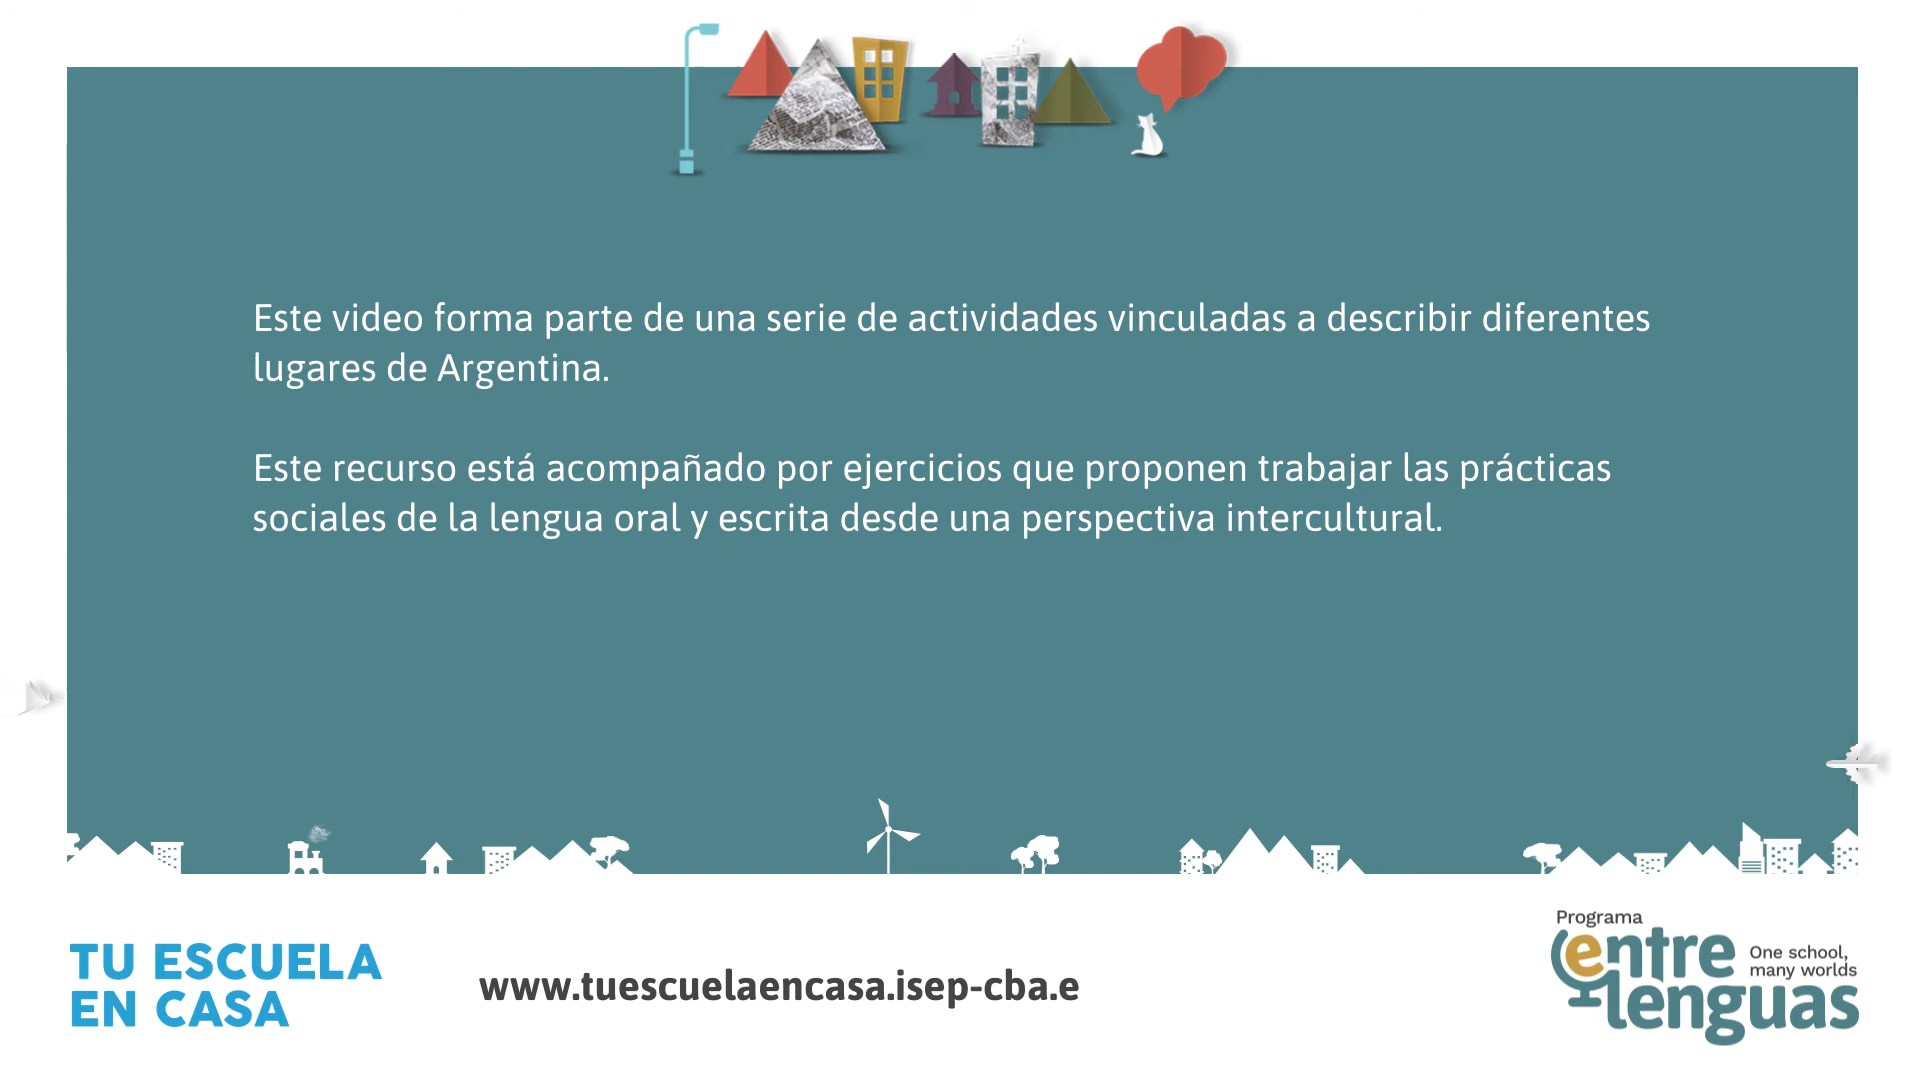 Este video forma parte de una serie de actividades vinculadas a describir diferentes
lugares de Argentina.
Este recurso está acompañado por ejercicios que proponen trabajar las prácticas
sociales de la lengua oral y escrita desde una perspectiva intercultural.
TU ESCUELA
EN CASA
www.tuescuelaencasa.isep-cba.e
Programa
entre
lenguas
One school,
many worlds